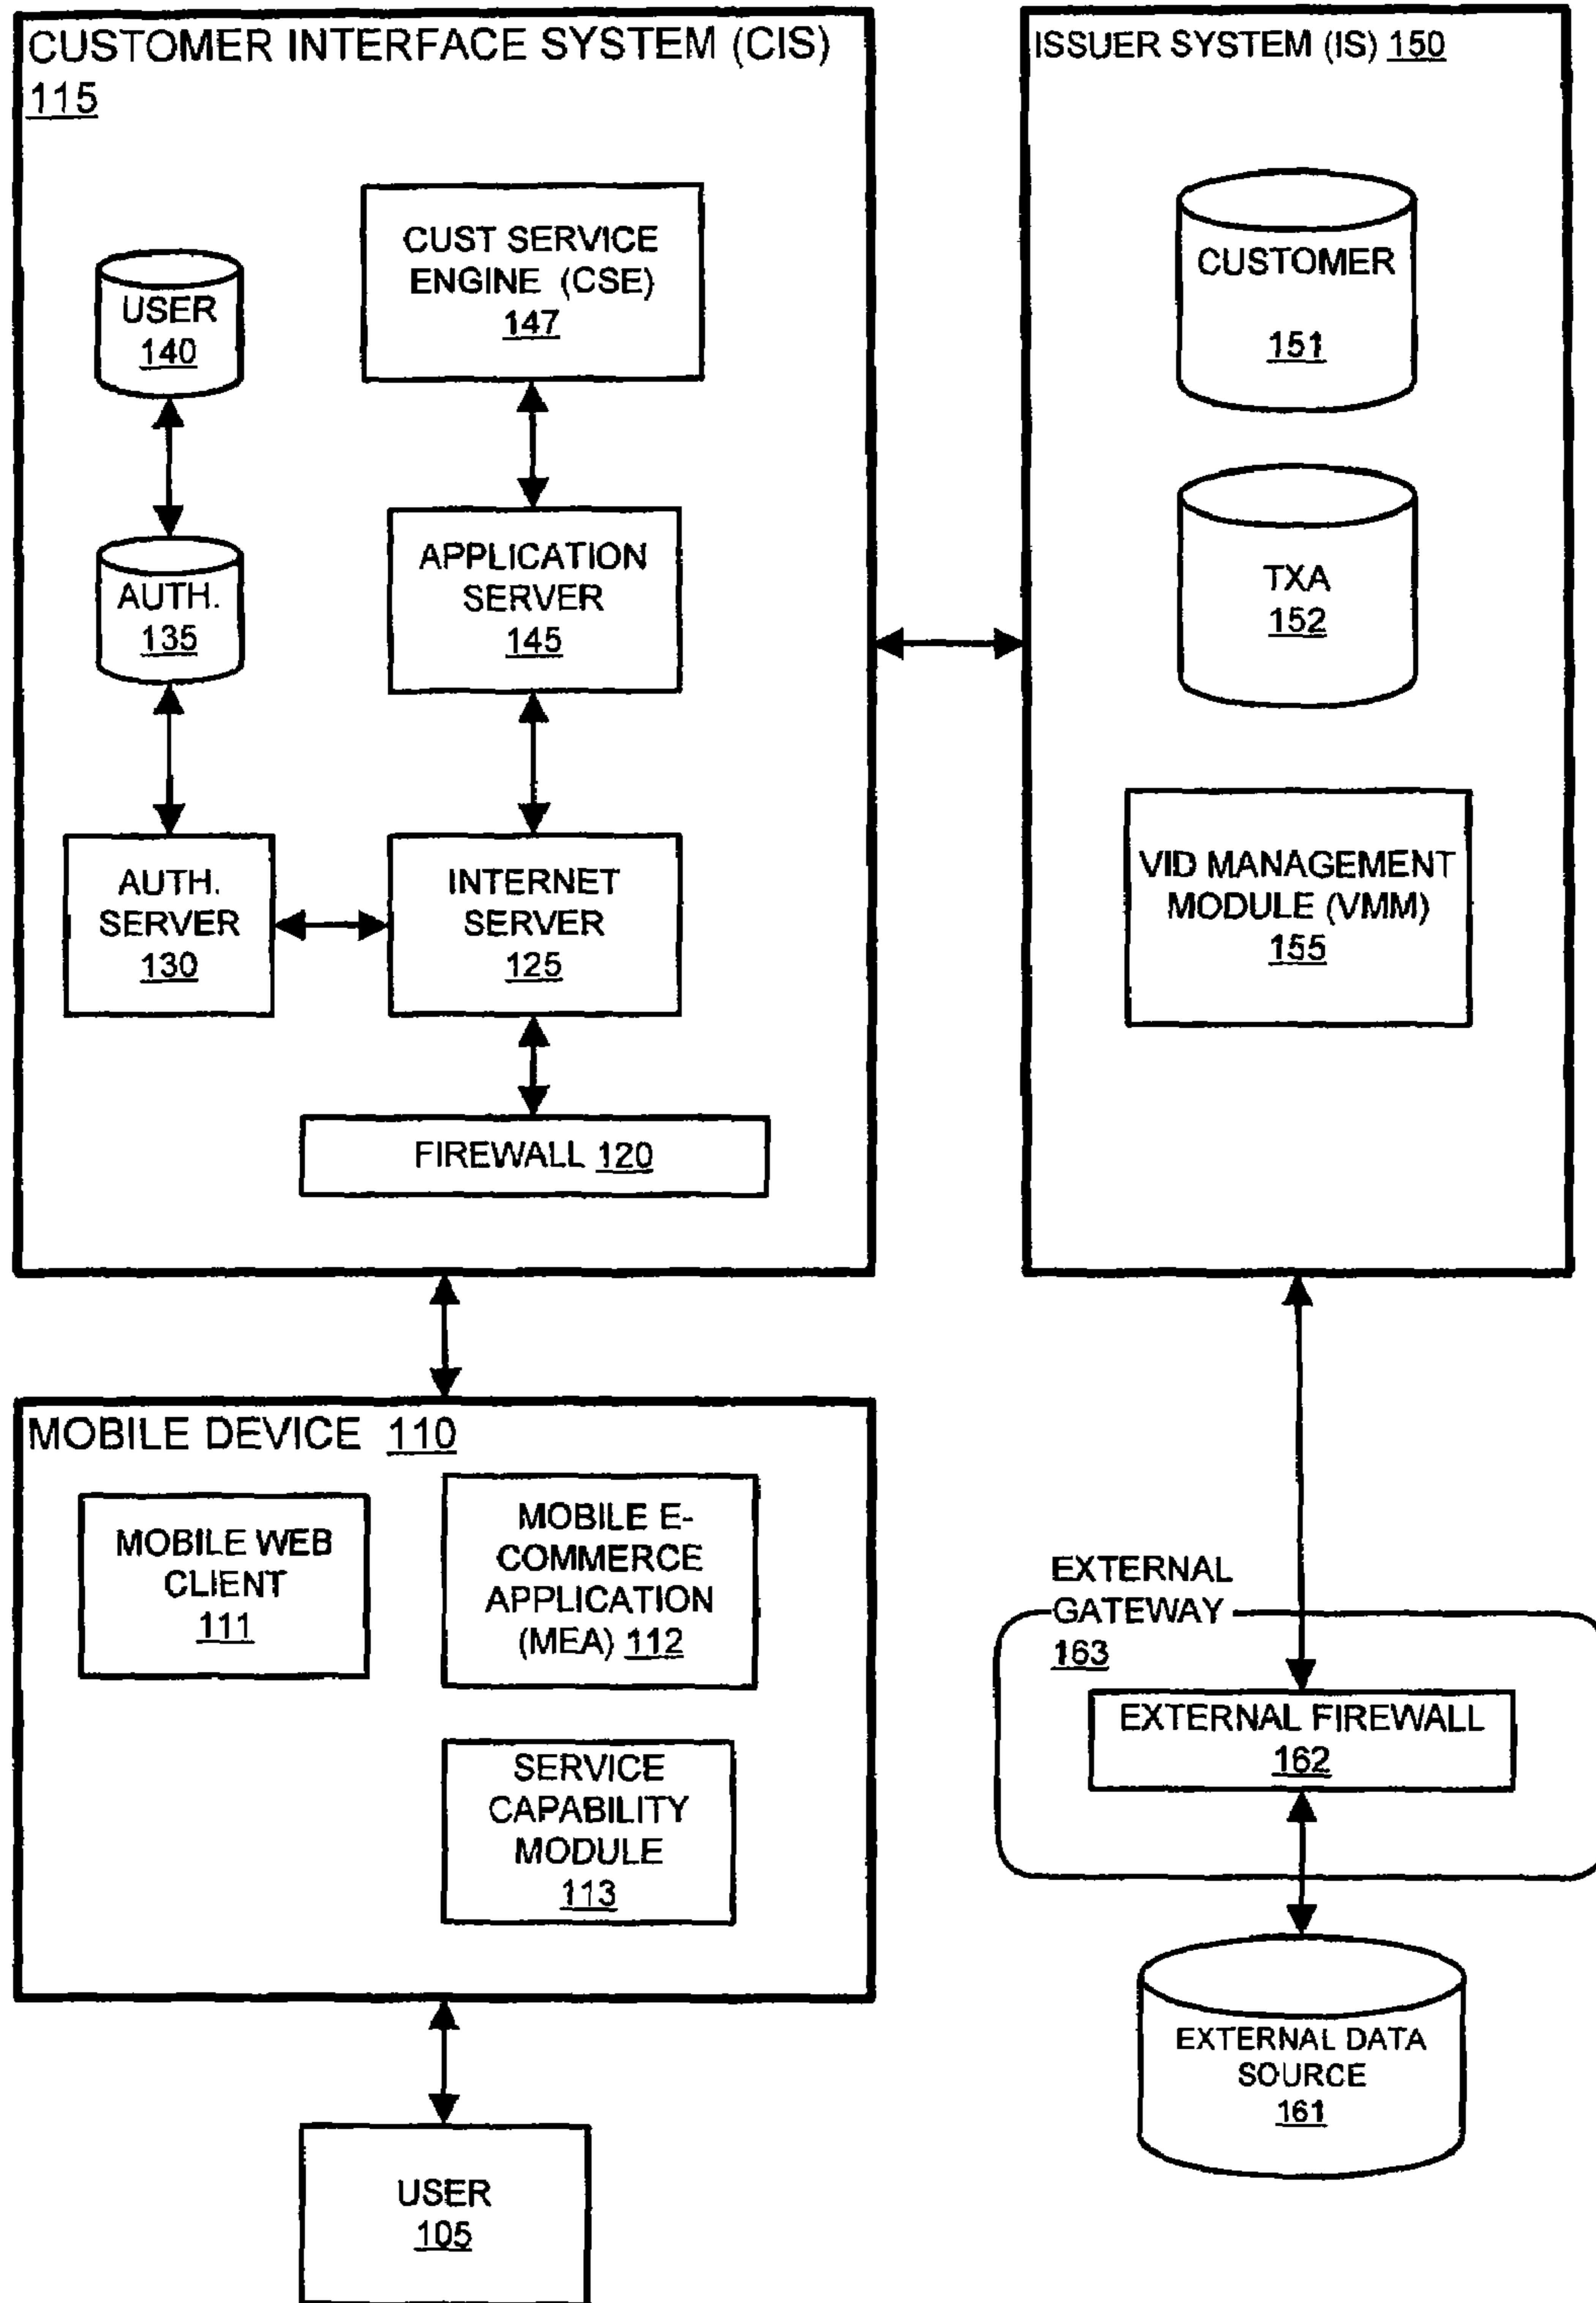 CUSTOMER INTERFACE SYSTEM (CIS)
115
CUST SERVICE
ENGINE (CSE)
147
USER
140
APPLICATION
SERVER
145
AUTH.
135
AUTH.
SERVER
130
INTERNET
SERVER
125
FIREWALL 120
ISSUER SYSTEM (IS) 150
CUSTOMER
151
TXA
152
VID MANAGEMENT
MODULE (VMM)
155
MOBILE DEVICE 110
MOBILE WEB
CLIENT
111
MOBILE E-
COMMERCE
APPLICATION
(MEA) 112
SERVICE
CAPABILITY
MODULE
113
USER
105
EXTERNAL
GATEWAY
163
EXTERNAL FIREWALL
162
EXTERNAL DATA
SOURCE
161